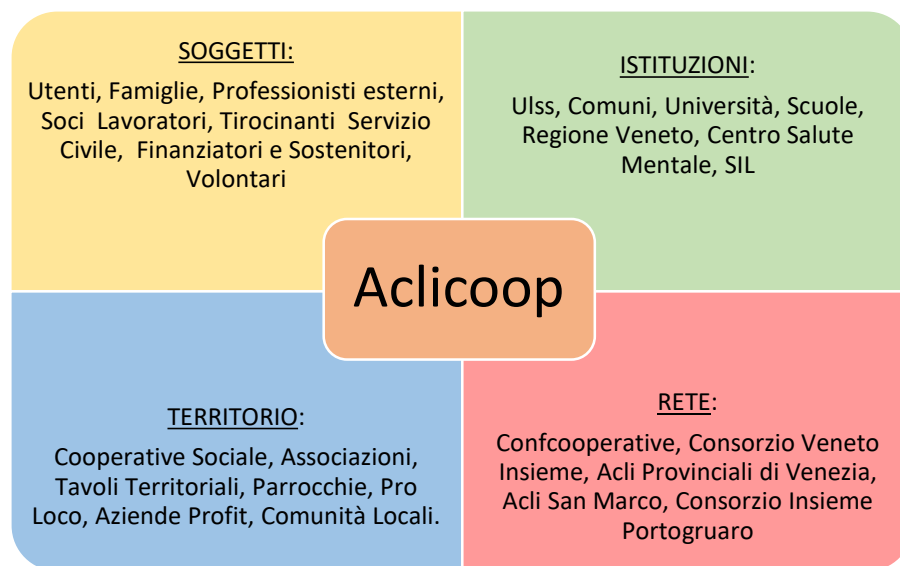 SOGGETTI:
Utenti, Famiglie, Professionisti esterni,
Soci Lavoratori, Tirocinanti Servizio
Civile, Finanziatori e Sostenitori,
Volontari
ISTITUZIONI:
Ulss, Comuni, Università, Scuole,
Regione Veneto, Centro Salute
Mentale, SIL
Aclicoop
TERRITORIO:
Cooperative Sociale, Associazioni,
Tavoli Territoriali, Parrocchie, Pro
Loco, Aziende Profit, Comunità Locali.
RETE:
Confcooperative, Consorzio Veneto
Insieme, Acli Provinciali di Venezia,
Acli San Marco, Consorzio Insieme
Portogruaro